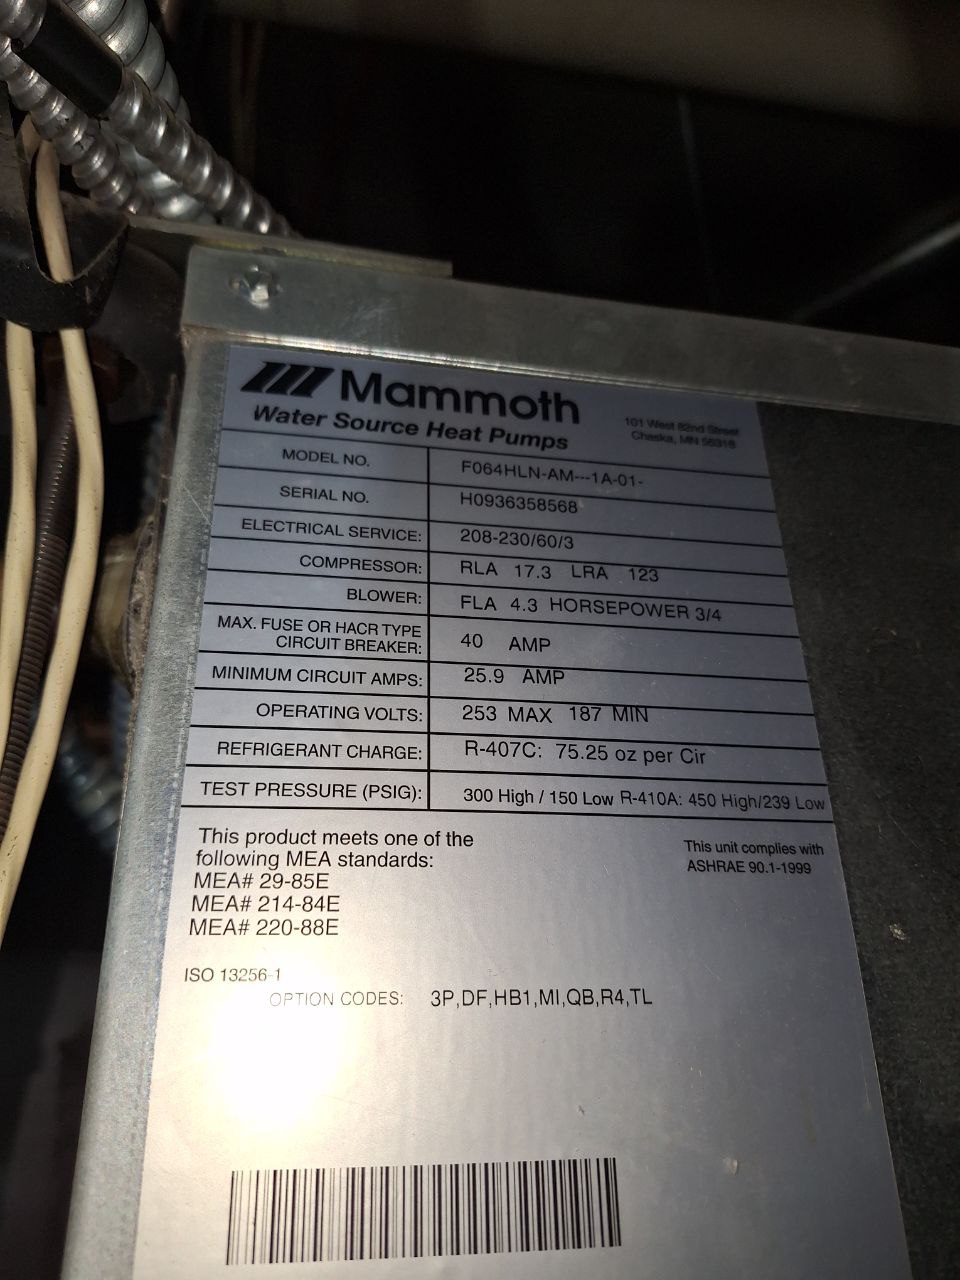 Mammoth
Water Source Heat Pumps
101 West 82nd Street
Chaska, MN 55318
MODEL NO. F064HLN-AM---1A-01-
SERIAL NO. H0936358568
ELECTRICAL SERVICE: 208-230/60/3
COMPRESSOR: RLA 17.3 LRA 123
BLOWER: FLA 4.3 HORSEPOWER 3/4
MAX. FUSE OR HACR TYPE
CIRCUIT BREAKER: 40 AMP
MINIMUM CIRCUIT AMPS: 25.9 AMP
OPERATING VOLTS: 253 MAX 187 MIN
REFRIGERANT CHARGE: R-407C: 75.25 oz per Cir
TEST PRESSURE (PSIG): 300 High / 150 Low R-410A: 450 High/239 Low
This product meets one of the
following MEA standards:
MEA# 29-85E
MEA# 214-84E
MEA# 220-88E
This unit complies with
ASHRAE 90.1-1999
ISO 13256-1
OPTION CODES: 3P,DF,HB1,MI,QB,R4,TL